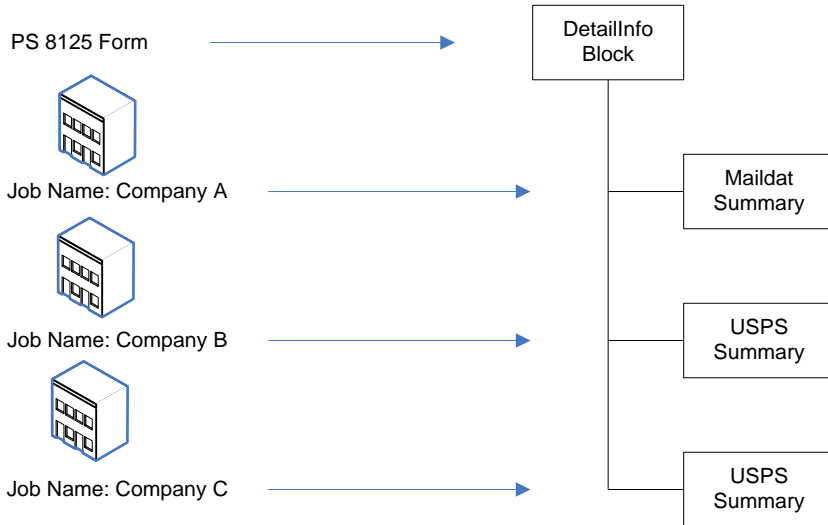 PS 8125 Form
DetailInfo
Block
Job Name: Company A
Maildat
Summary
Job Name: Company B
USPS
Summary
Job Name: Company C
USPS
Summary